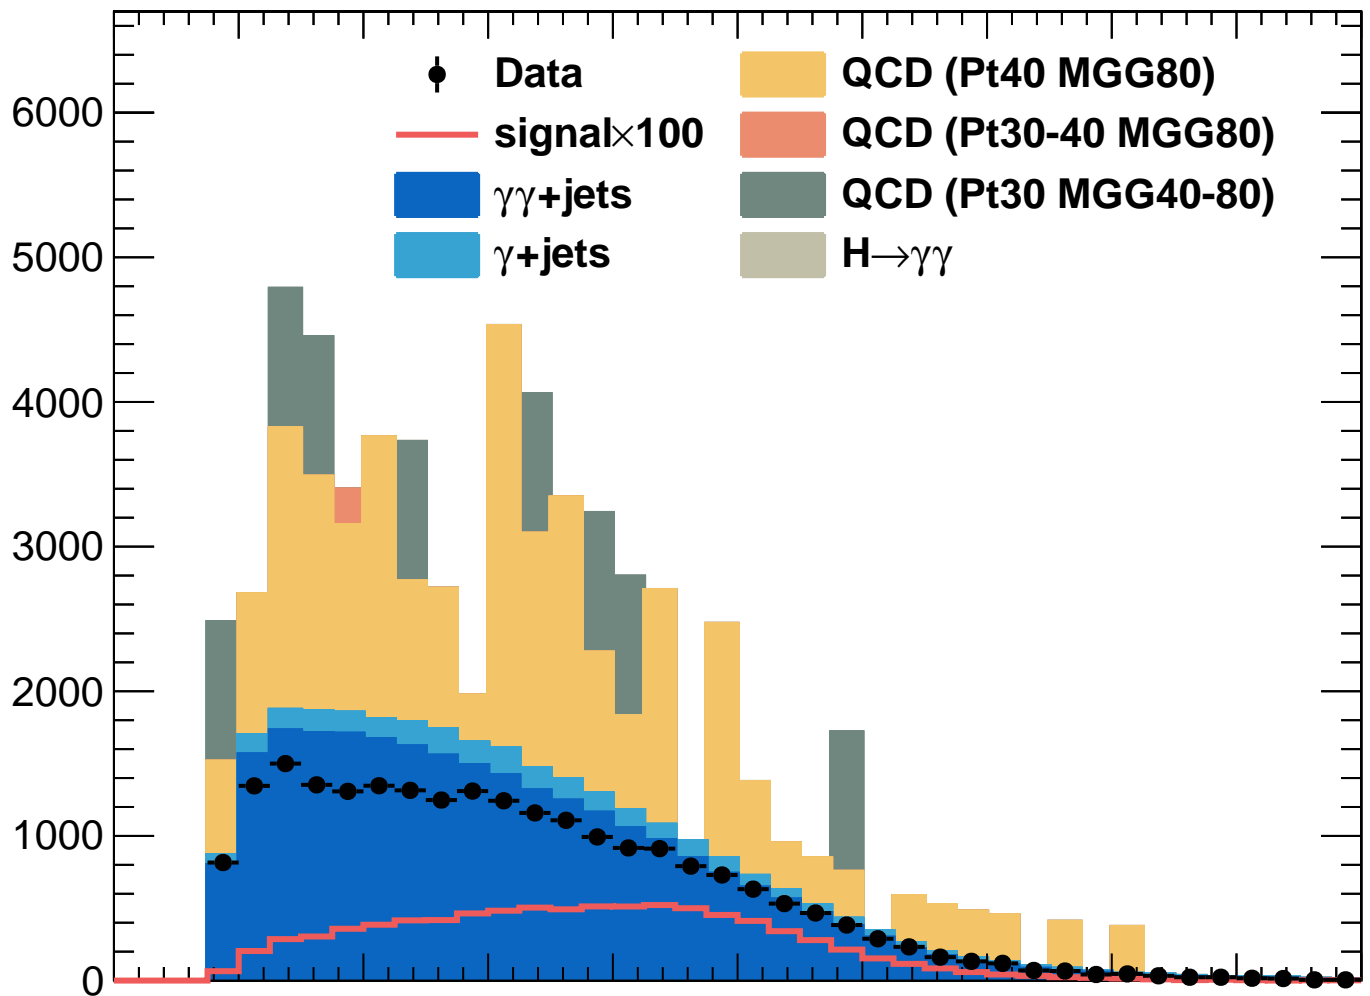 Data
signal×100
γγ+jets
γ+jets
QCD (Pt40 MGG80)
QCD (Pt30-40 MGG80)
QCD (Pt30 MGG40-80)
H→γγ
6000
5000
4000
3000
2000
1000
0